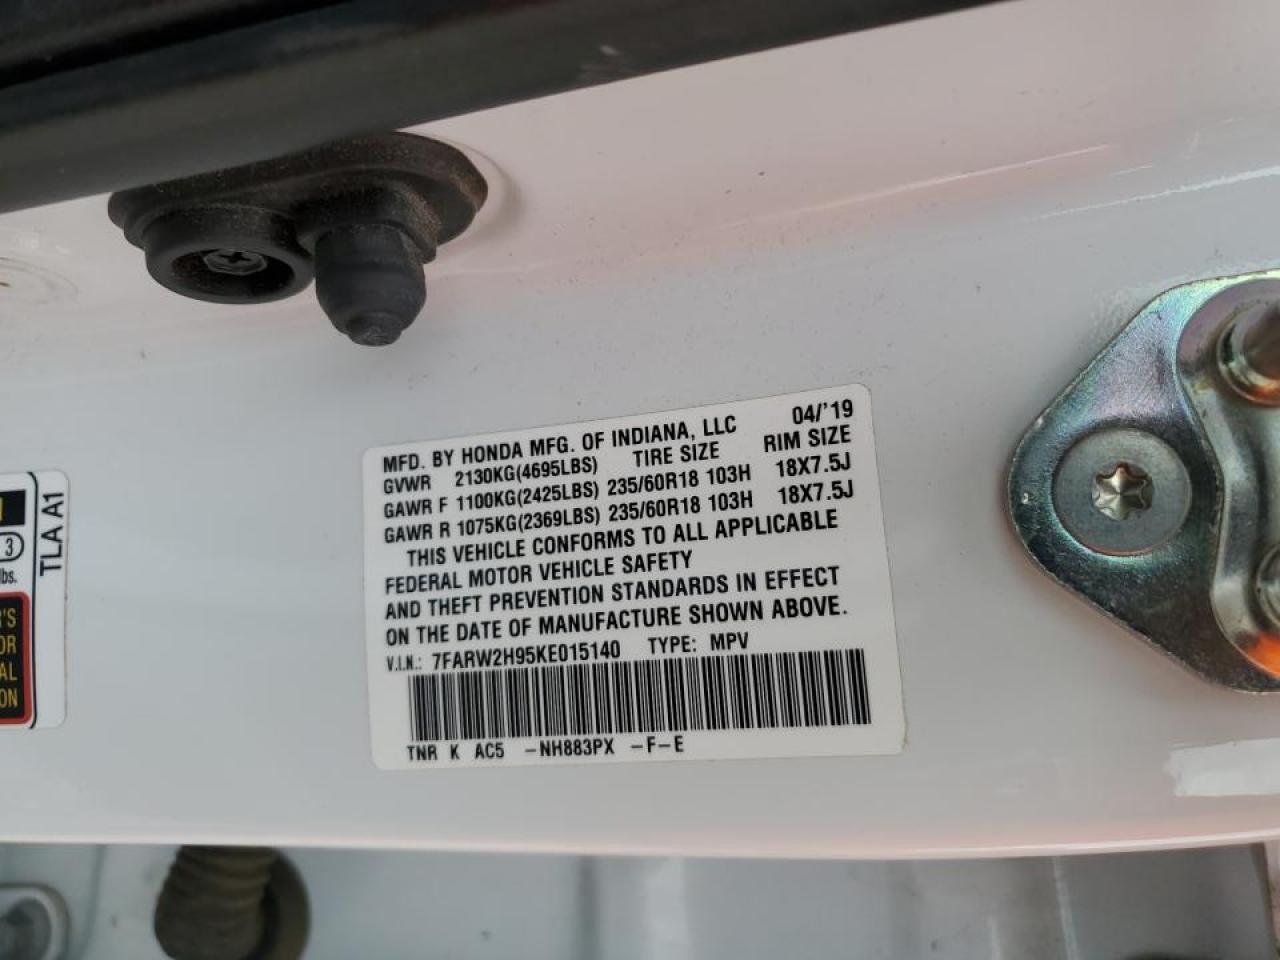 MFD. BY HONDA MFG. OF INDIANA, LLC 04/'19
GVWR 2130KG(4695LBS) TIRE SIZE RIM SIZE
GAWR F 1100KG(2425LBS) 235/60R18 103H 18X7.5J
GAWR R 1075KG(2369LBS) 235/60R18 103H 18X7.5J
THIS VEHICLE CONFORMS TO ALL APPLICABLE
FEDERAL MOTOR VEHICLE SAFETY
AND THEFT PREVENTION STANDARDS IN EFFECT
ON THE DATE OF MANUFACTURE SHOWN ABOVE.
V.I.N.: 7FARW2H95KE015140 TYPE: MPV
TNR K AC5 -NH883PX -F-E
TLA A1
3
lbs.